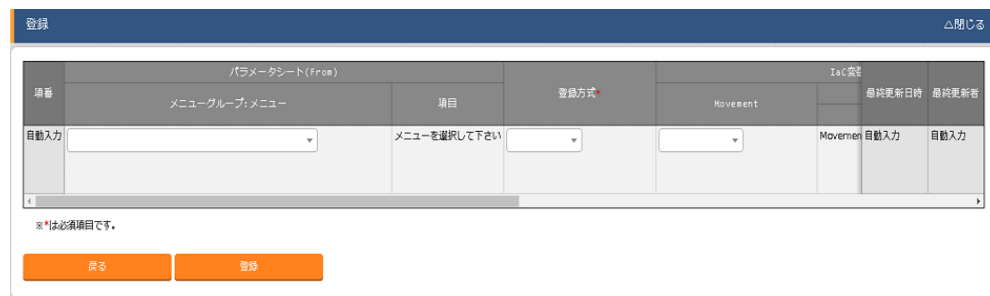 登録 △閉じる
パラメータシート(From) IaC変
項番 メニューグループ:メニュー 項目 登録方式* Movement 最終更新日時 最終更新者
自動入力 メニューを選択して下さい Movemen 自動入力 自動入力
※*は必須項目です。
戻る 登録